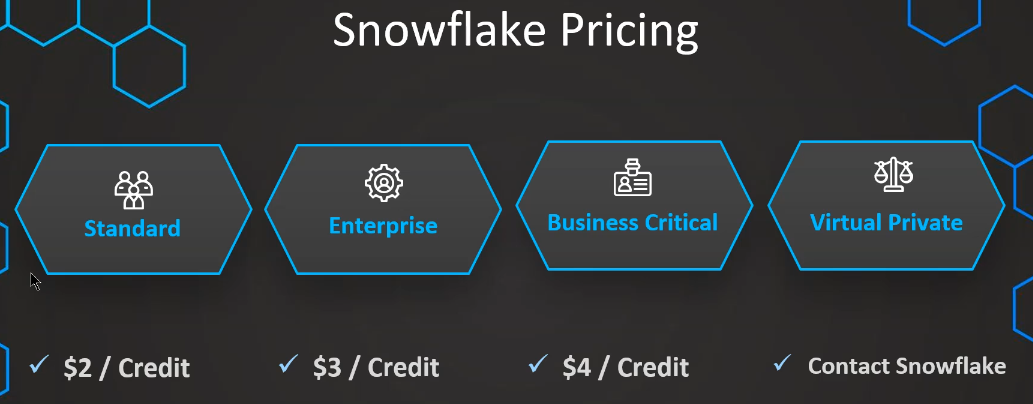 Snowflake Pricing
Standard
Enterprise
Business Critical
Virtual Private
✓ $2 / Credit
✓ $3 / Credit
✓ $4 / Credit
✓ Contact Snowflake